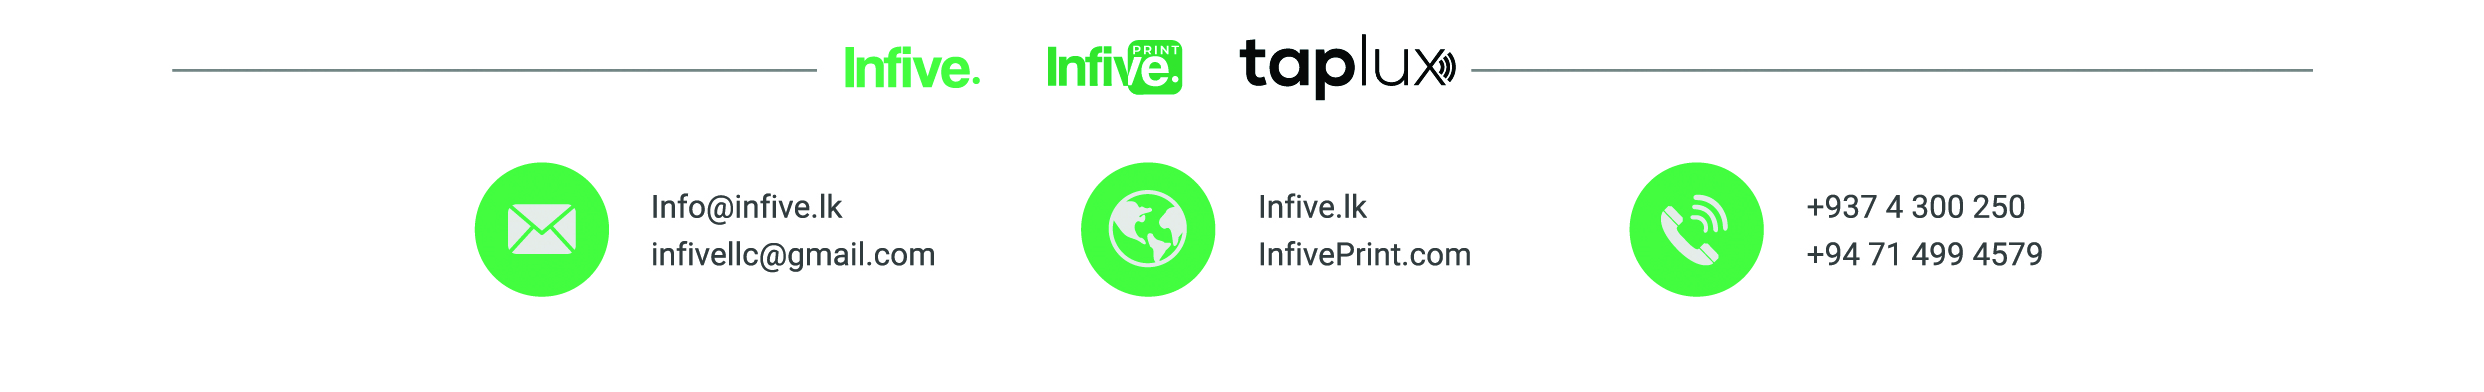 Infive.
Infive. PRINT
taplux
Info@infive.lk
infivellc@gmail.com
Infive.lk
InfivePrint.com
+937 4 300 250
+94 71 499 4579